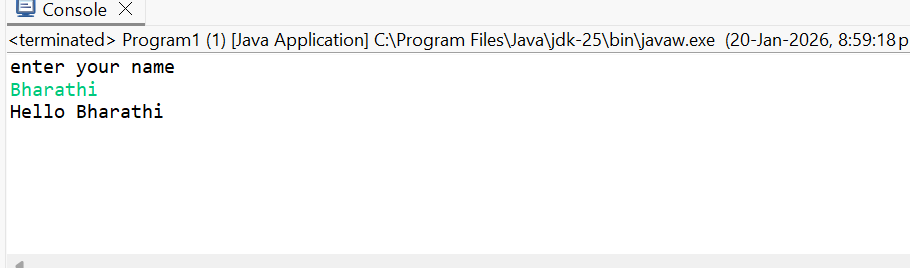 Console
<terminated> Program1 (1) [Java Application] C:\Program Files\Java\jdk-25\bin\javaw.exe (20-Jan-2026, 8:59:18 p
enter your name
Bharathi
Hello Bharathi